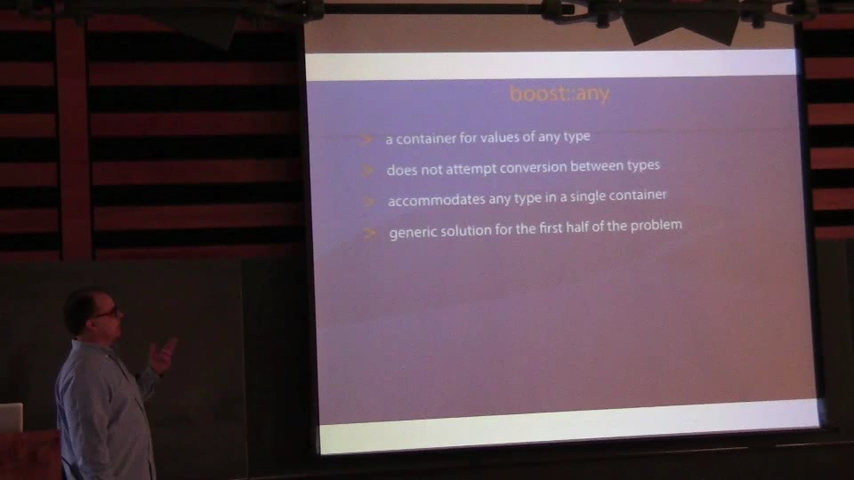 boost::any
> a container for values of any type
> does not attempt conversion between types
> accommodates any type in a single container
> generic solution for the first half of the problem